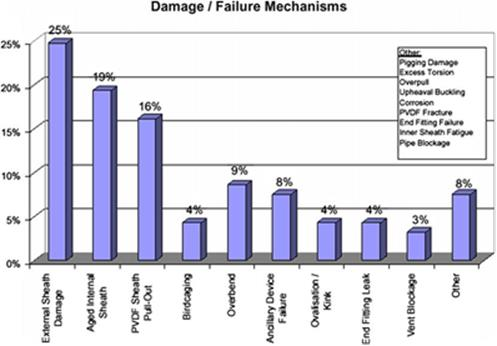 Damage / Failure Mechanisms
25%
20%
15%
10%
5%
0%
25%
19%
16%
4%
9%
8%
4%
4%
3%
8%
Other:
Pigging Damage
Excess Torsion
Overpull
Upheaval Buckling
Corrosion
PVDF Fracture
End Fitting Failure
Inner Sheath Fatigue
Pipe Blockage
External Sheath
Damage
Aged Internal
Sheath
PVDF Sheath
Pull-Out
Birdcaging
Overbend
Ancillary Device
Failure
Ovalisation /
Kink
End Fitting Leak
Vent Blockage
Other